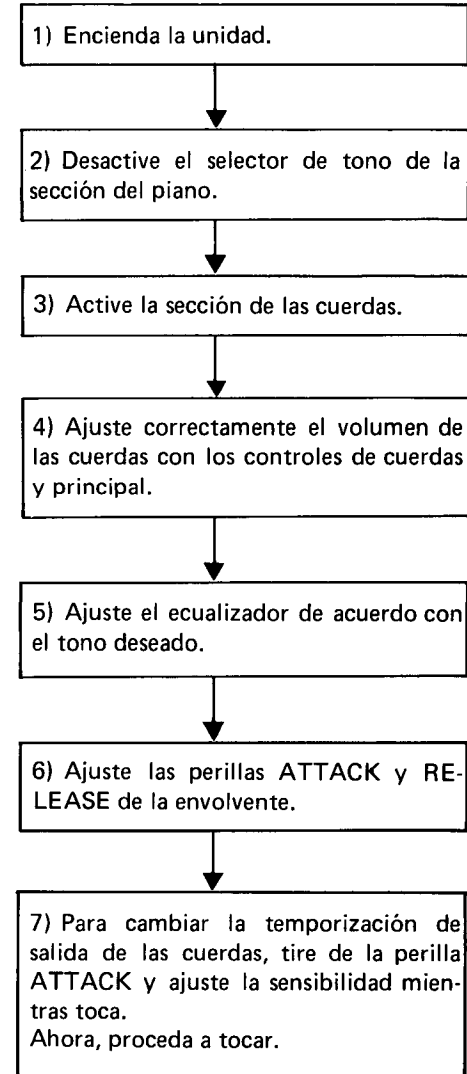 1) Encienda la unidad.
2) Desactive el selector de tono de la
sección del piano.
3) Active la sección de las cuerdas.
4) Ajuste correctamente el volumen de
las cuerdas con los controles de cuerdas
y principal.
5) Ajuste el ecualizador de acuerdo con
el tono deseado.
6) Ajuste las perillas ATTACK y RE-
LEASE de la envolvente.
7) Para cambiar la temporización de
salida de las cuerdas, tire de la perilla
ATTACK y ajuste la sensibilidad mien-
tras toca.
Ahora, proceda a tocar.